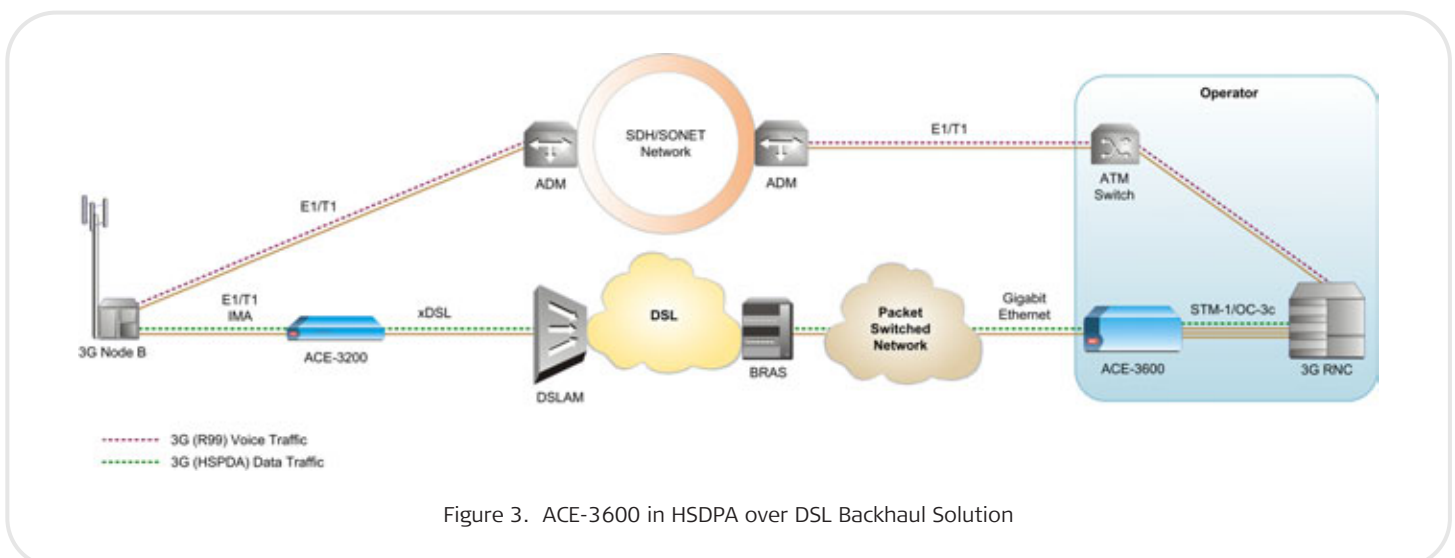 Operator
SDH/SONET
Network
E1/T1
ADM
ADM
ATM
Switch
E1/T1
E1/T1
IMA
xDSL
DSL
Packet
Switched
Network
Gigabit
Ethernet
STM-1/OC-3c
3G Node B
ACE-3200
DSLAM
BRAS
ACE-3600
3G RNC
3G (R99) Voice Traffic
3G (HSPDA) Data Traffic
Figure 3. ACE-3600 in HSDPA over DSL Backhaul Solution